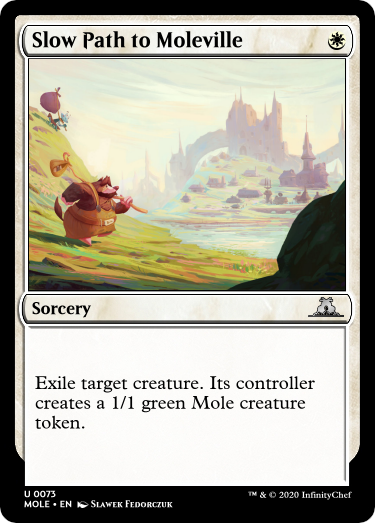 Slow Path to Moleville
Sorcery
Exile target creature. Its controller
creates a 1/1 green Mole creature
token.
U 0073
MOLE • EN Slawek Fedorczuk
™ & © 2020 InfinityChef